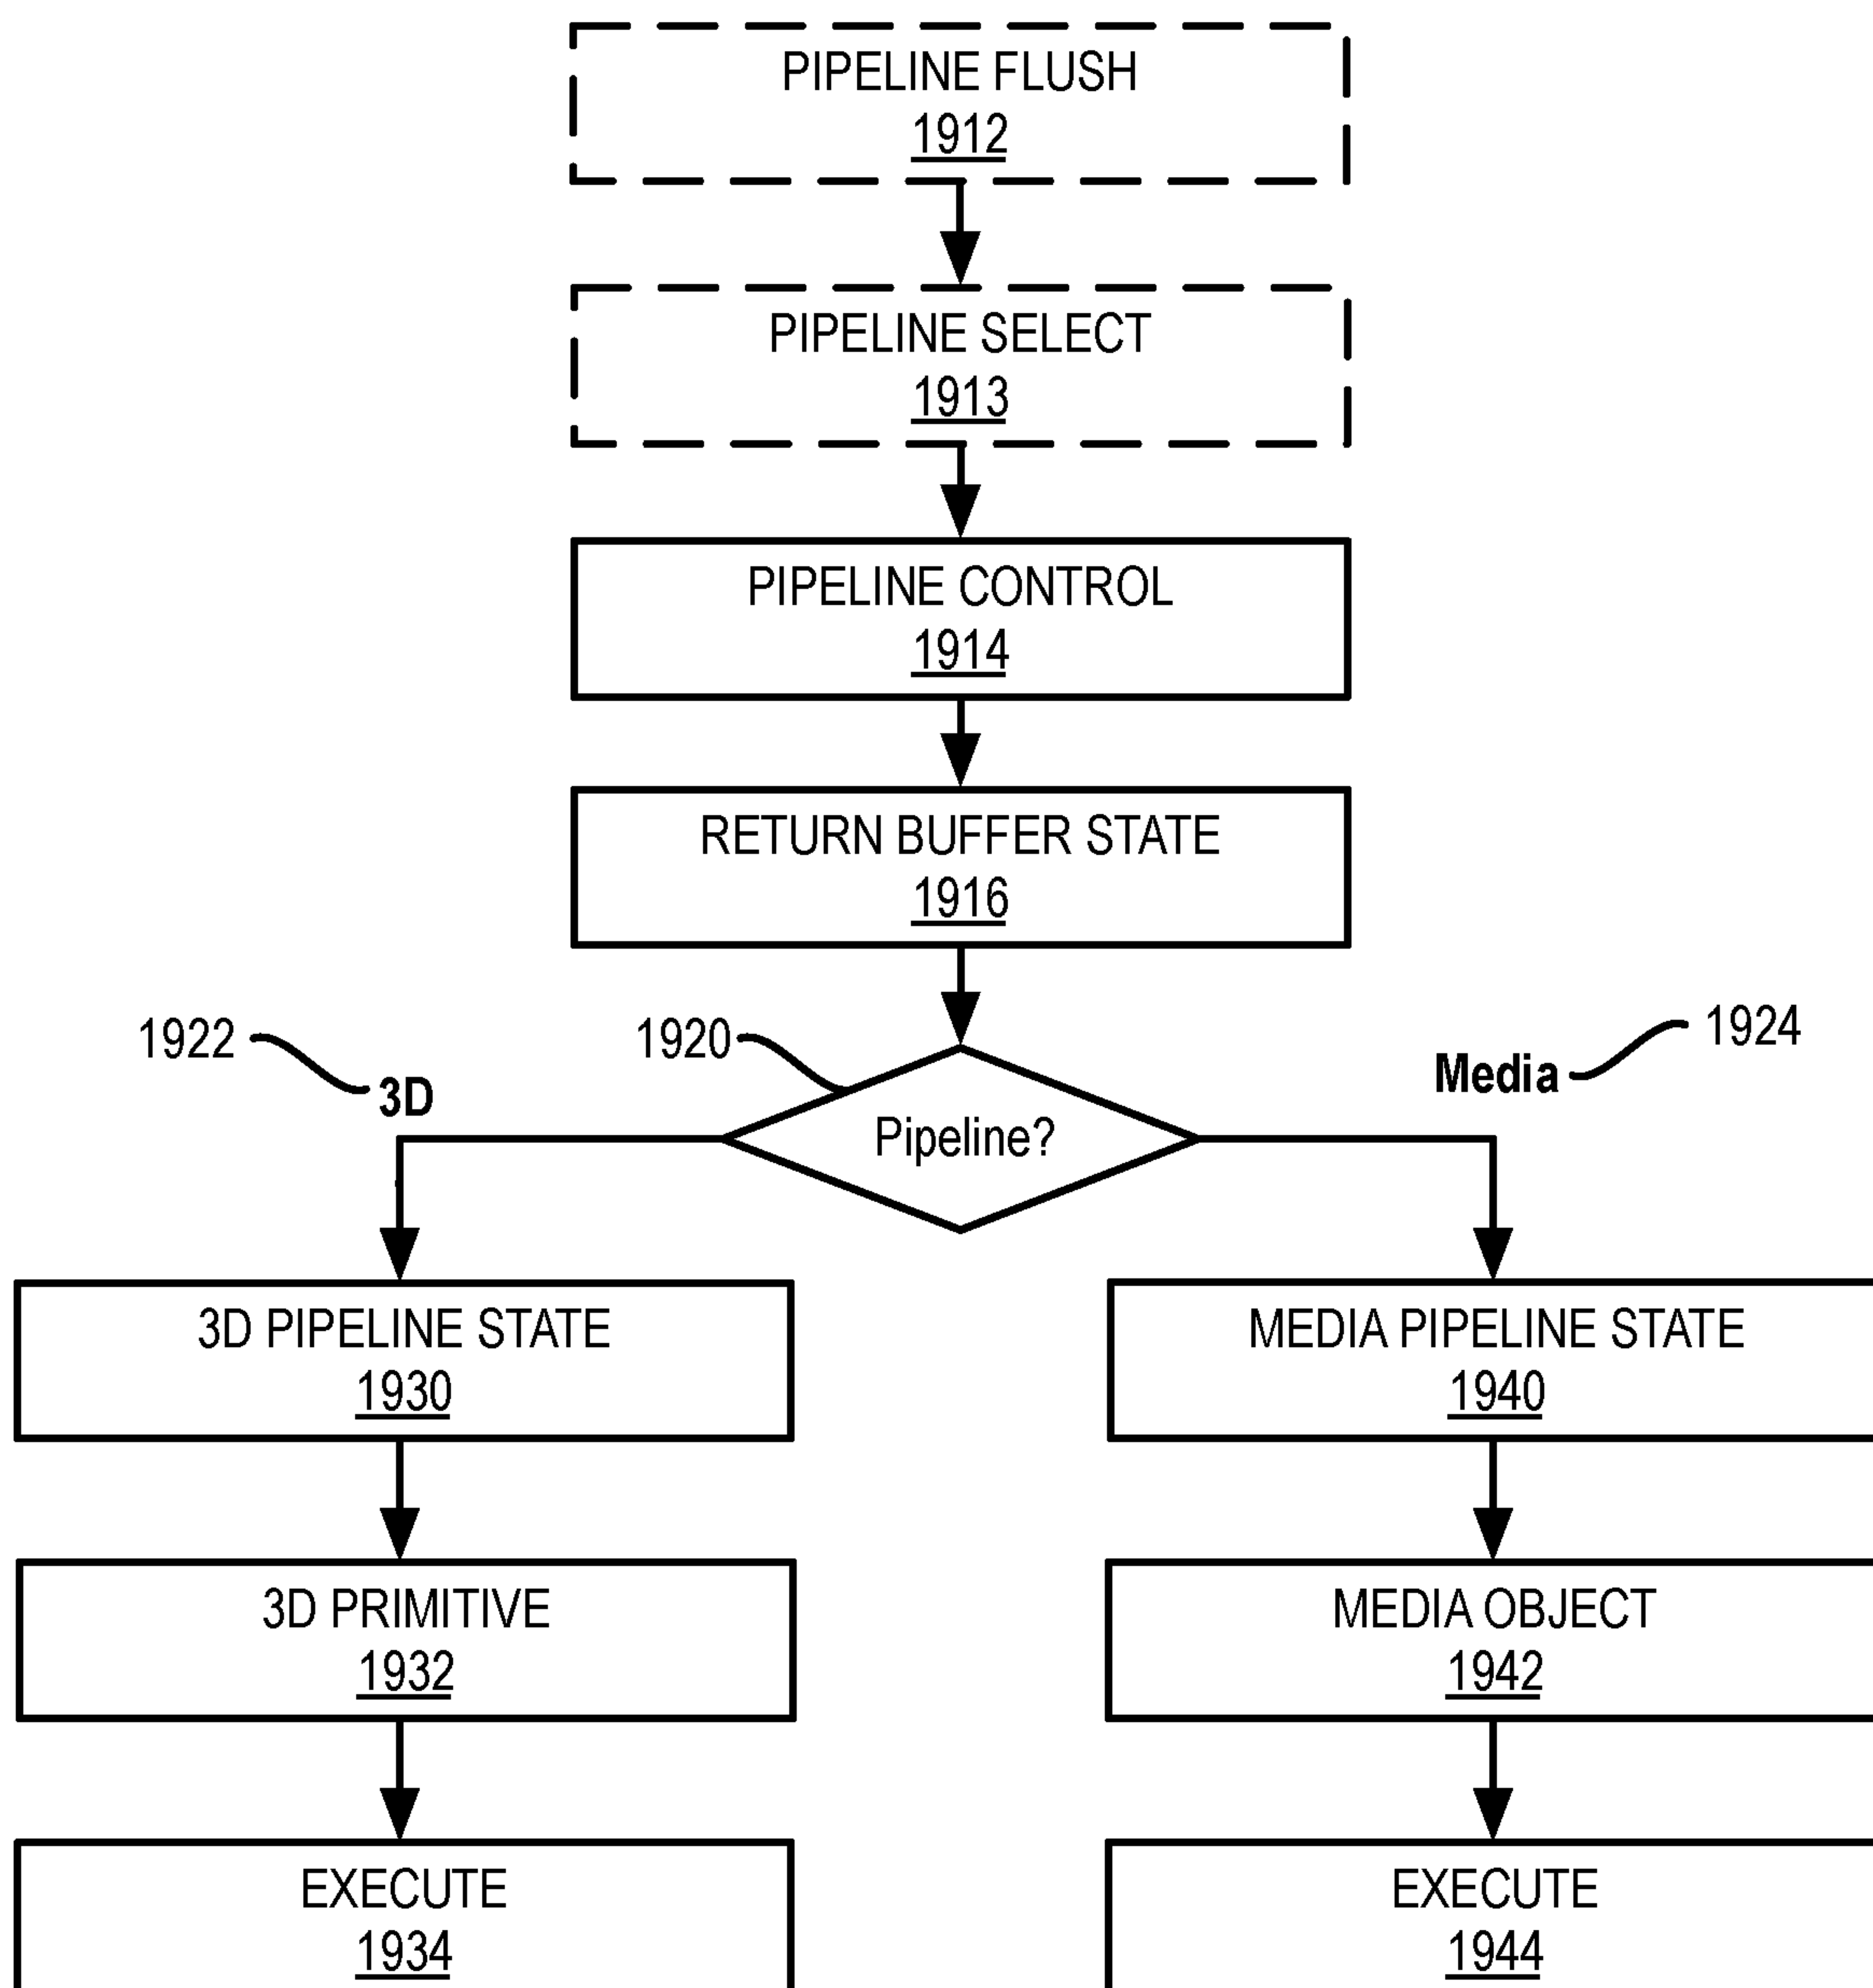 PIPELINE FLUSH
1912
PIPELINE SELECT
1913
PIPELINE CONTROL
1914
RETURN BUFFER STATE
1916
1922
3D
1920
Pipeline?
Media
1924
3D PIPELINE STATE
1930
MEDIA PIPELINE STATE
1940
3D PRIMITIVE
1932
MEDIA OBJECT
1942
EXECUTE
1934
EXECUTE
1944